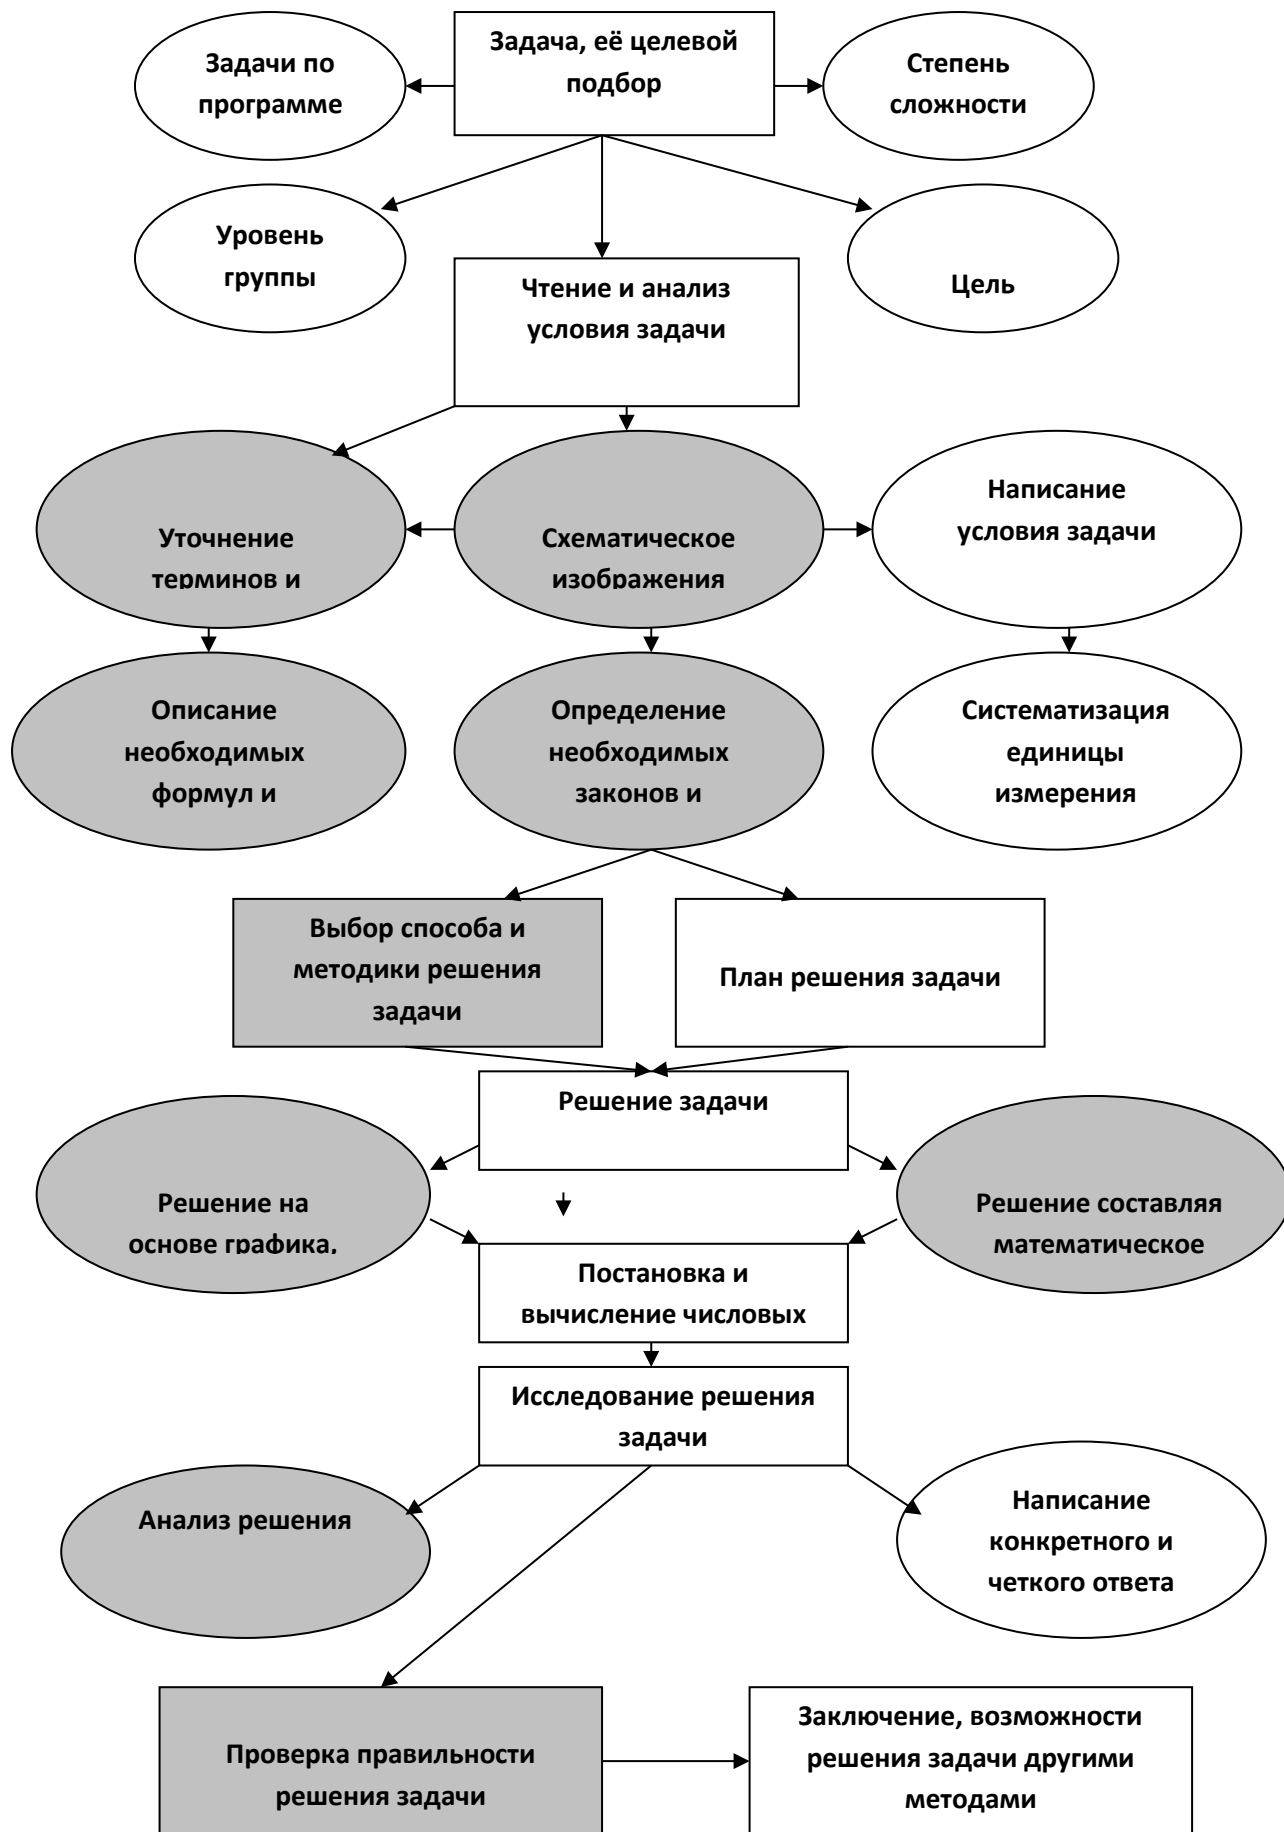 Задача, её целевой
подбор
Задачи по
программе
Степень
сложности
Уровень
группы
Цель
Чтение и анализ
условия задачи
Уточнение
терминов и
Схематическое
изображения
Написание
условия задачи
Описание
необходимых
формул и
Определение
необходимых
законов и
Систематизация
единицы
измерения
Выбор способа и
методики решения
задачи
План решения задачи
Решение задачи
Решение на
основе графика,
Решение составляя
математическое
Постановка и
вычисление числовых
Исследование решения
задачи
Анализ решения
Написание
конкретного и
четкого ответа
Проверка правильности
решения задачи
Заключение, возможности
решения задачи другими
методами